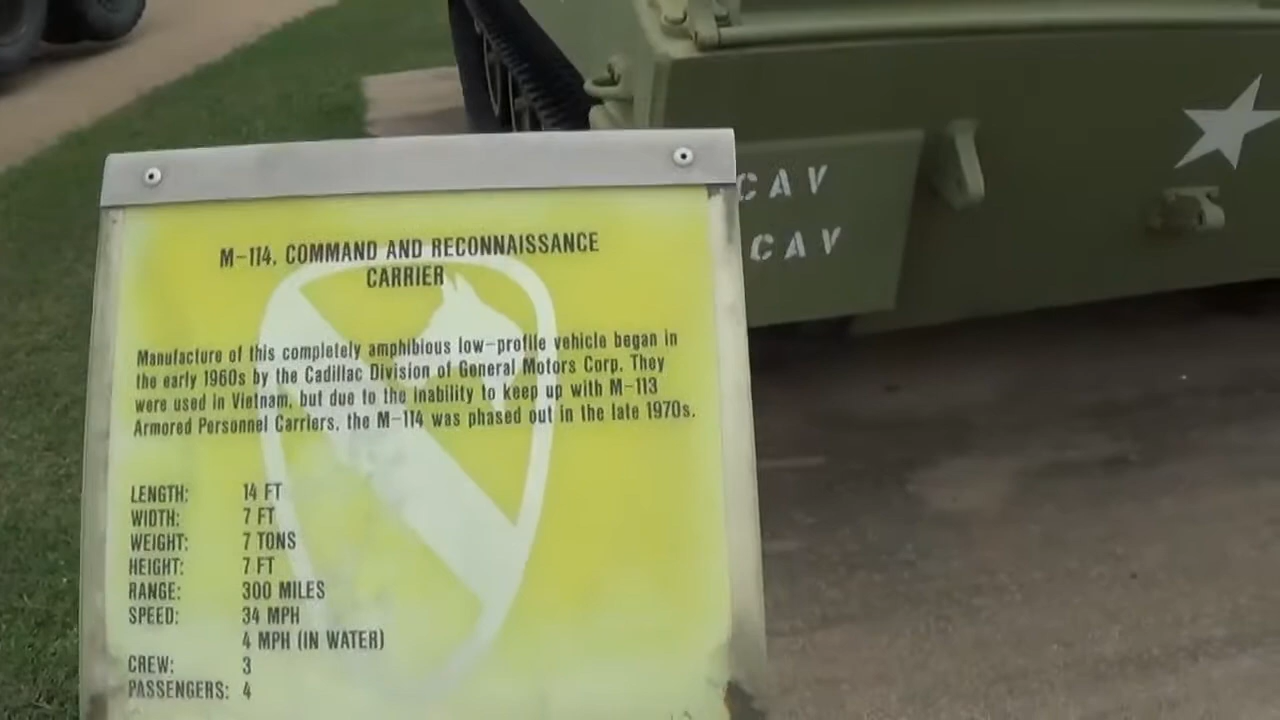 M-114, COMMAND AND RECONNAISSANCE
CARRIER
Manufacture of this completely amphibious low-profile vehicle began in
the early 1960s by the Cadillac Division of General Motors Corp. They
were used in Vietnam, but due to the inability to keep up with M-113
Armored Personnel Carriers, the M-114 was phased out in the late 1970s.
LENGTH: 14 FT
WIDTH: 7 FT
WEIGHT: 7 TONS
HEIGHT: 7 FT
RANGE: 300 MILES
SPEED: 34 MPH
4 MPH (IN WATER)
CREW: 3
PASSENGERS: 4
CAV
CAV